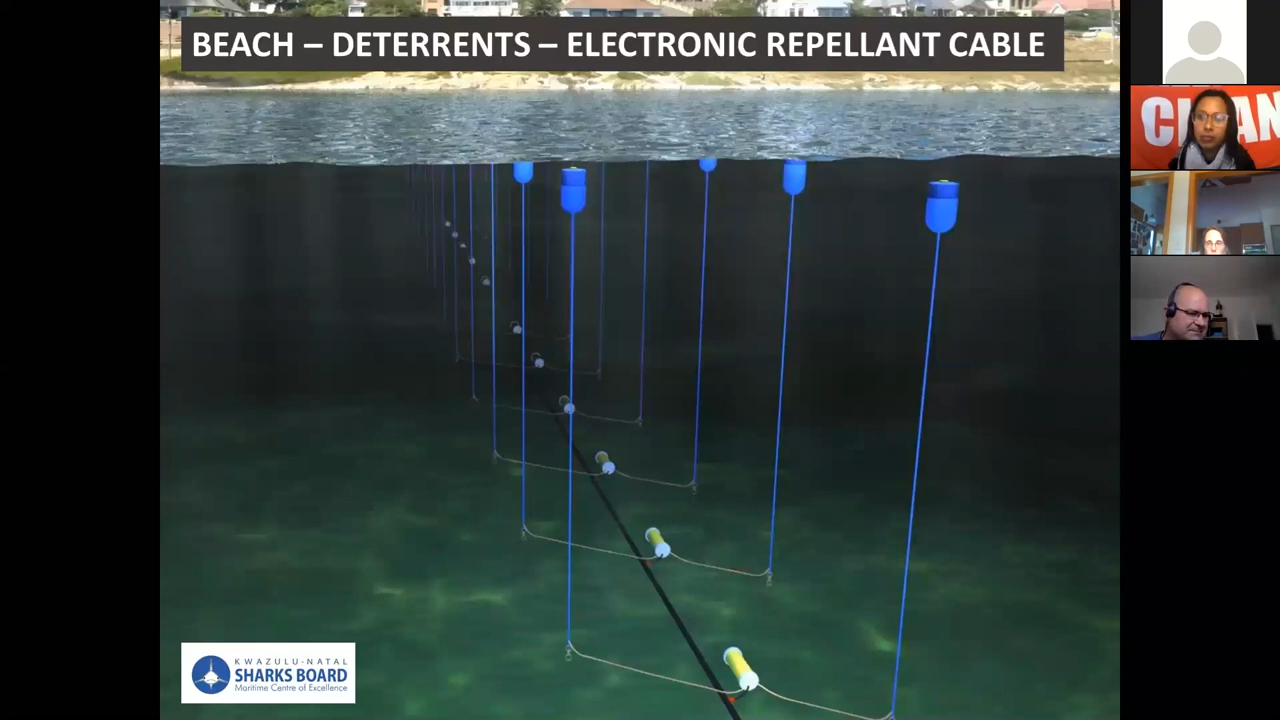 BEACH – DETERRENTS – ELECTRONIC REPELLANT CABLE
KWAZULU-NATAL
SHARKS BOARD
Maritime Centre of Excellence